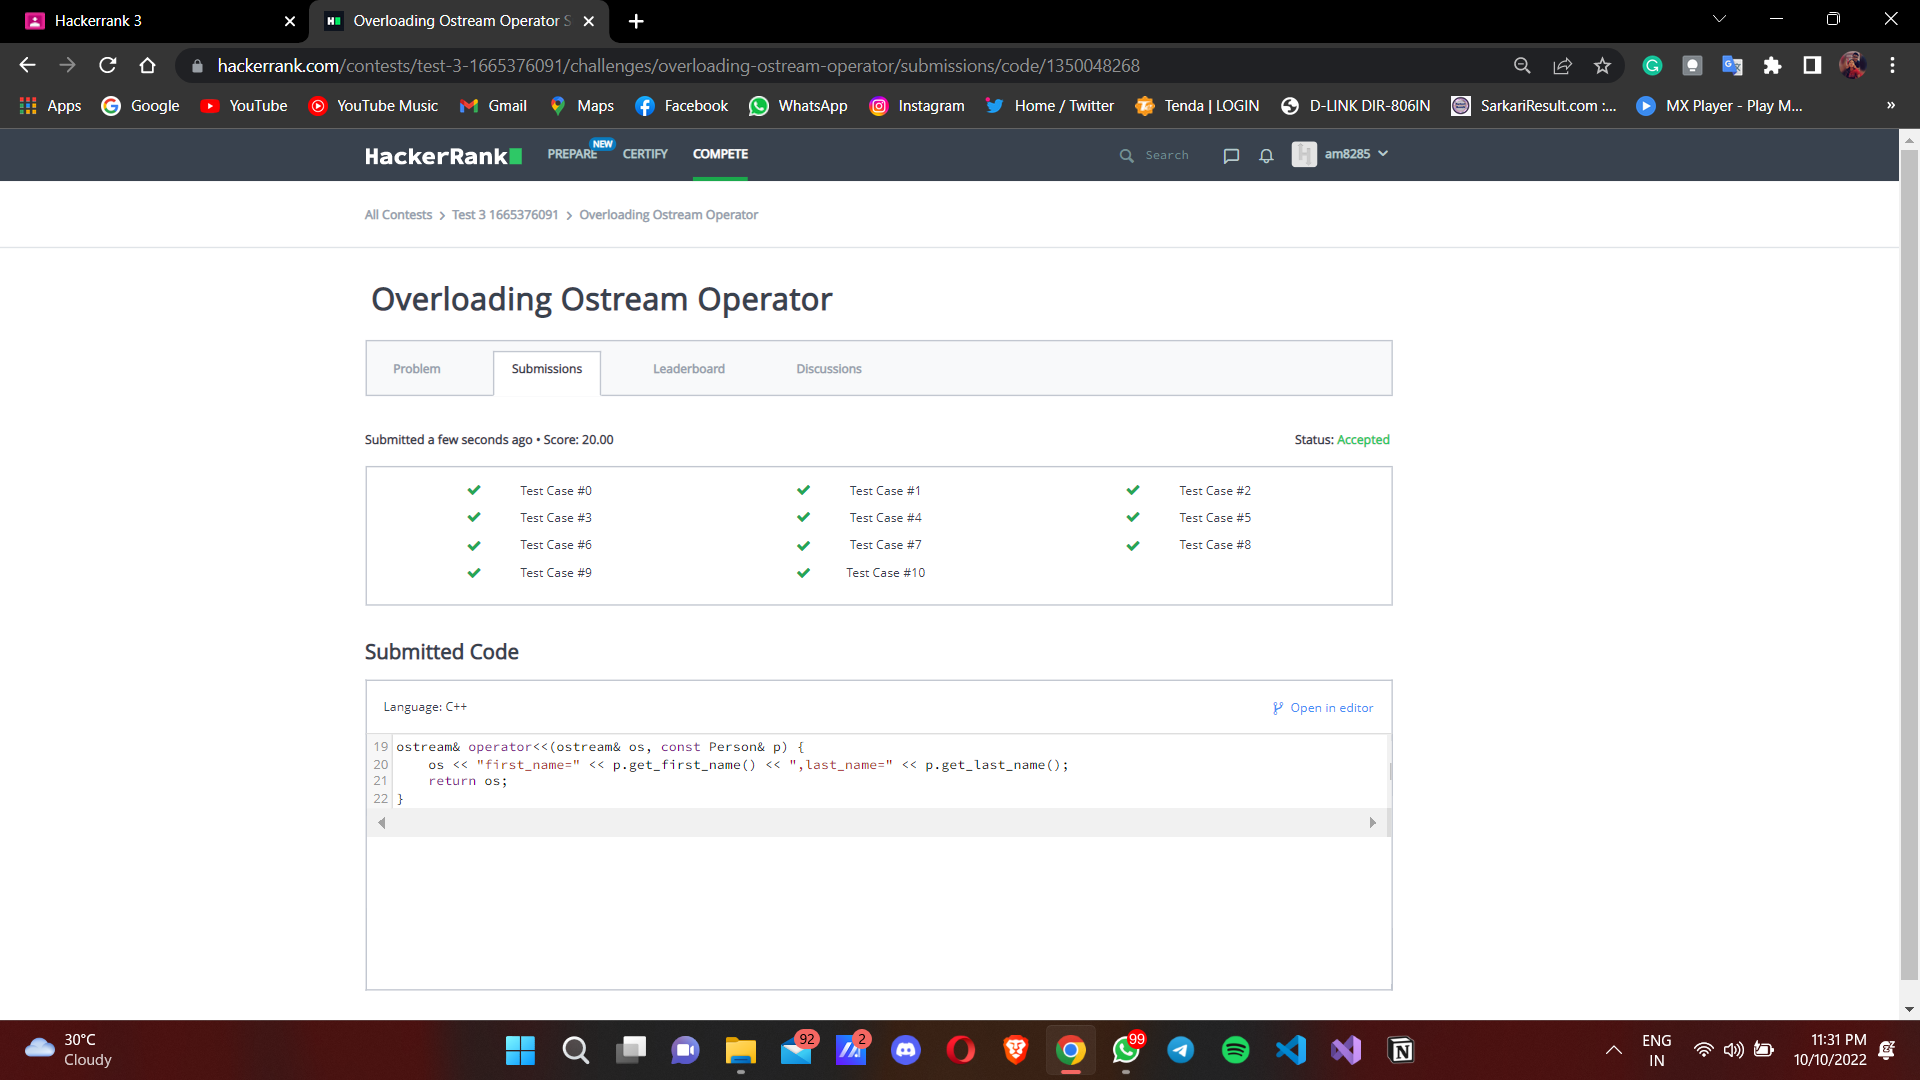 Hackerrank 3
Overloading Ostream Operator S
hackerrank.com/contests/test-3-1665376091/challenges/overloading-ostream-operator/submissions/code/1350048268
Apps Google YouTube YouTube Music Gmail Maps Facebook WhatsApp Instagram Home / Twitter Tenda | LOGIN D-LINK DIR-806IN SarkariResult.com :... MX Player - Play M... »
HackerRank PREPARE NEW CERTIFY COMPETE Search am8285
All Contests > Test 3 1665376091 > Overloading Ostream Operator
Overloading Ostream Operator
Problem Submissions Leaderboard Discussions
Submitted a few seconds ago • Score: 20.00 Status: Accepted
Test Case #0 Test Case #1 Test Case #2
Test Case #3 Test Case #4 Test Case #5
Test Case #6 Test Case #7 Test Case #8
Test Case #9 Test Case #10
Submitted Code
Language: C++ Open in editor
19 ostream& operator<<(ostream& os, const Person& p) {
20 os << "first_name=" << p.get_first_name() << ",last_name=" << p.get_last_name();
21 return os;
22 }
30°C
Cloudy
92 2 99
ENG
IN
11:31 PM
10/10/2022